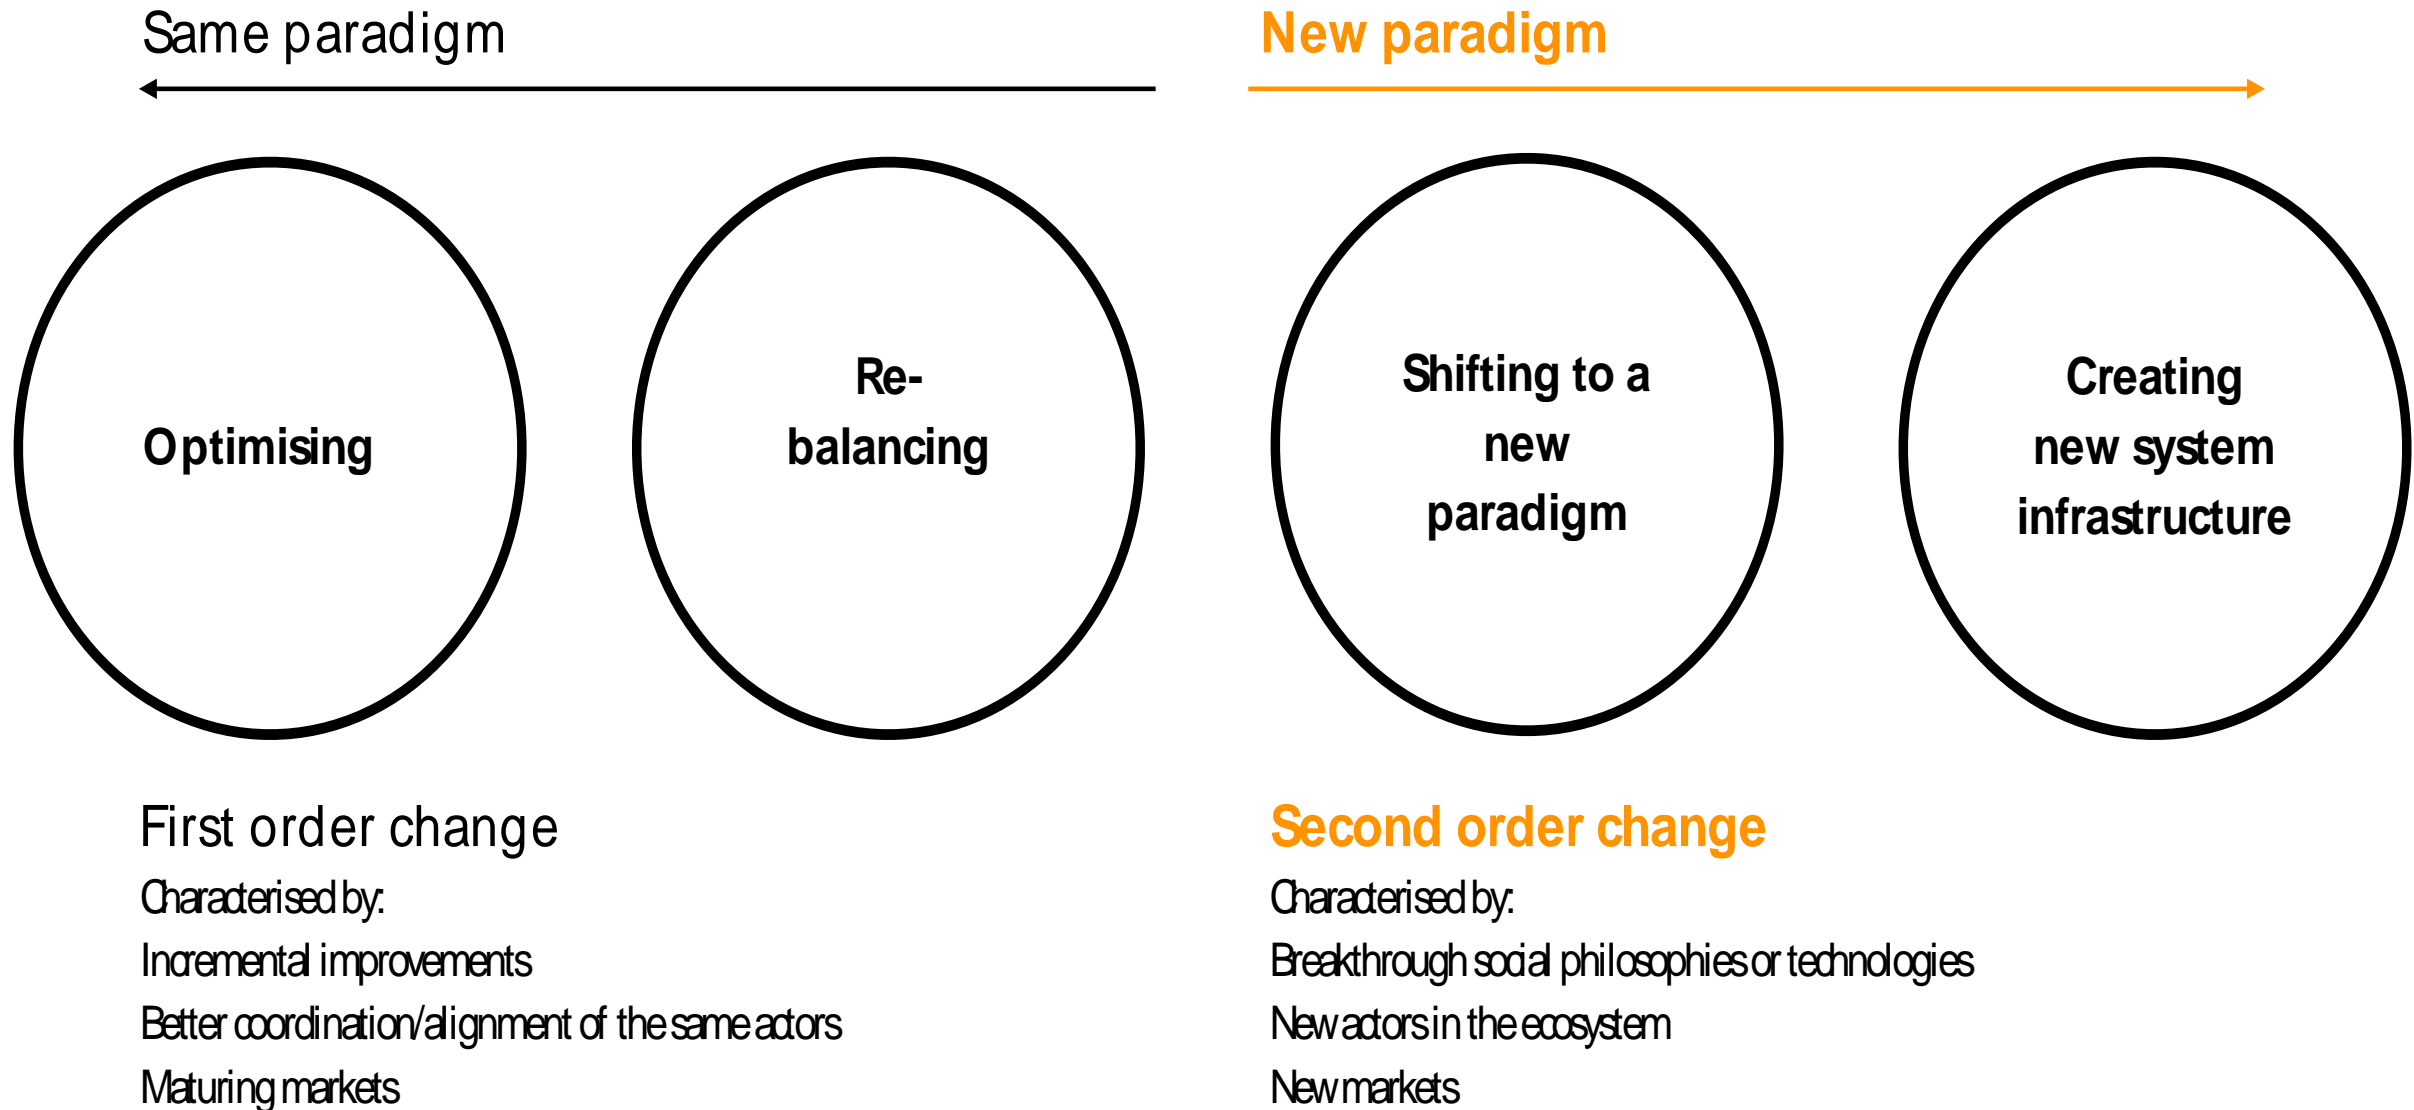 Same paradigm
New paradigm
Optimising
Re-
balancing
Shifting to a
new
paradigm
Creating
new system
infrastructure
First order change
Characterised by:
Incremental improvements
Better coordination/alignment of the same actors
Maturing markets
Second order change
Characterised by:
Breakthrough social philosophies or technologies
New actors in the ecosystem
New markets